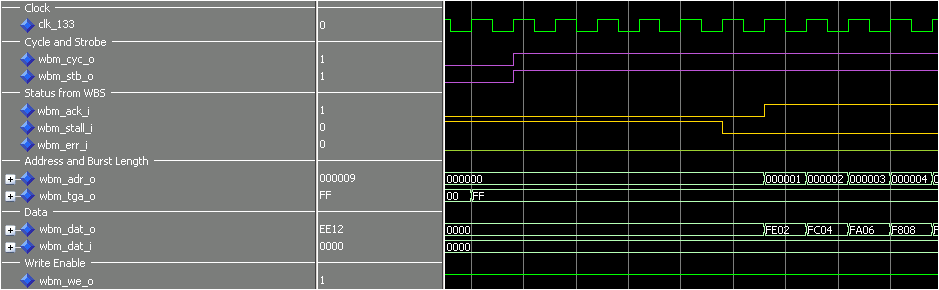 Clock
clk_133 0
Cycle and Strobe
wbm_cyc_o 1
wbm_stb_o 1
Status from WBS
wbm_ack_i 1
wbm_stall_i 0
wbm_err_i 0
Address and Burst Length
wbm_adr_o 000009 000000 000001 000002 000003 000004
wbm_tga_o FF 00 FF
Data
wbm_dat_o EE12 0000 FE02 FC04 FA06 F808
wbm_dat_i 0000 0000
Write Enable
wbm_we_o 1